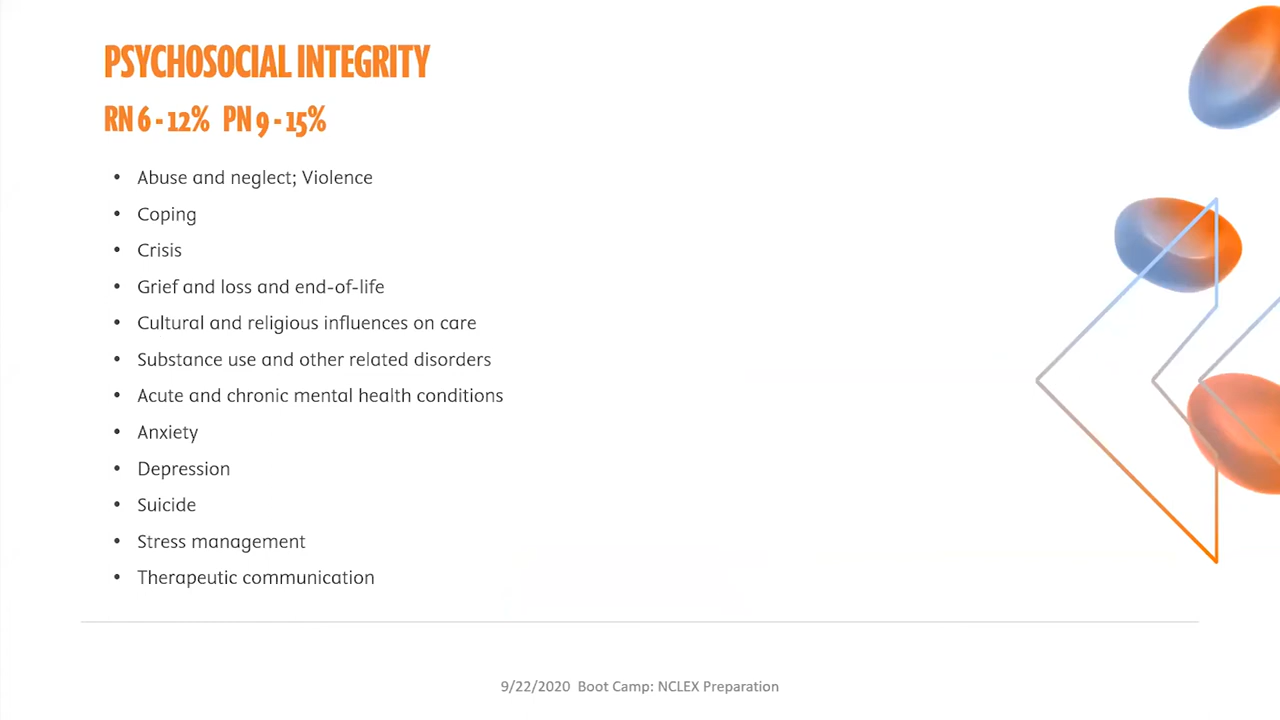 PSYCHOSOCIAL INTEGRITY
RN 6 - 12% PN 9 - 15%
• Abuse and neglect; Violence
• Coping
• Crisis
• Grief and loss and end-of-life
• Cultural and religious influences on care
• Substance use and other related disorders
• Acute and chronic mental health conditions
• Anxiety
• Depression
• Suicide
• Stress management
• Therapeutic communication
9/22/2020 Boot Camp: NCLEX Preparation